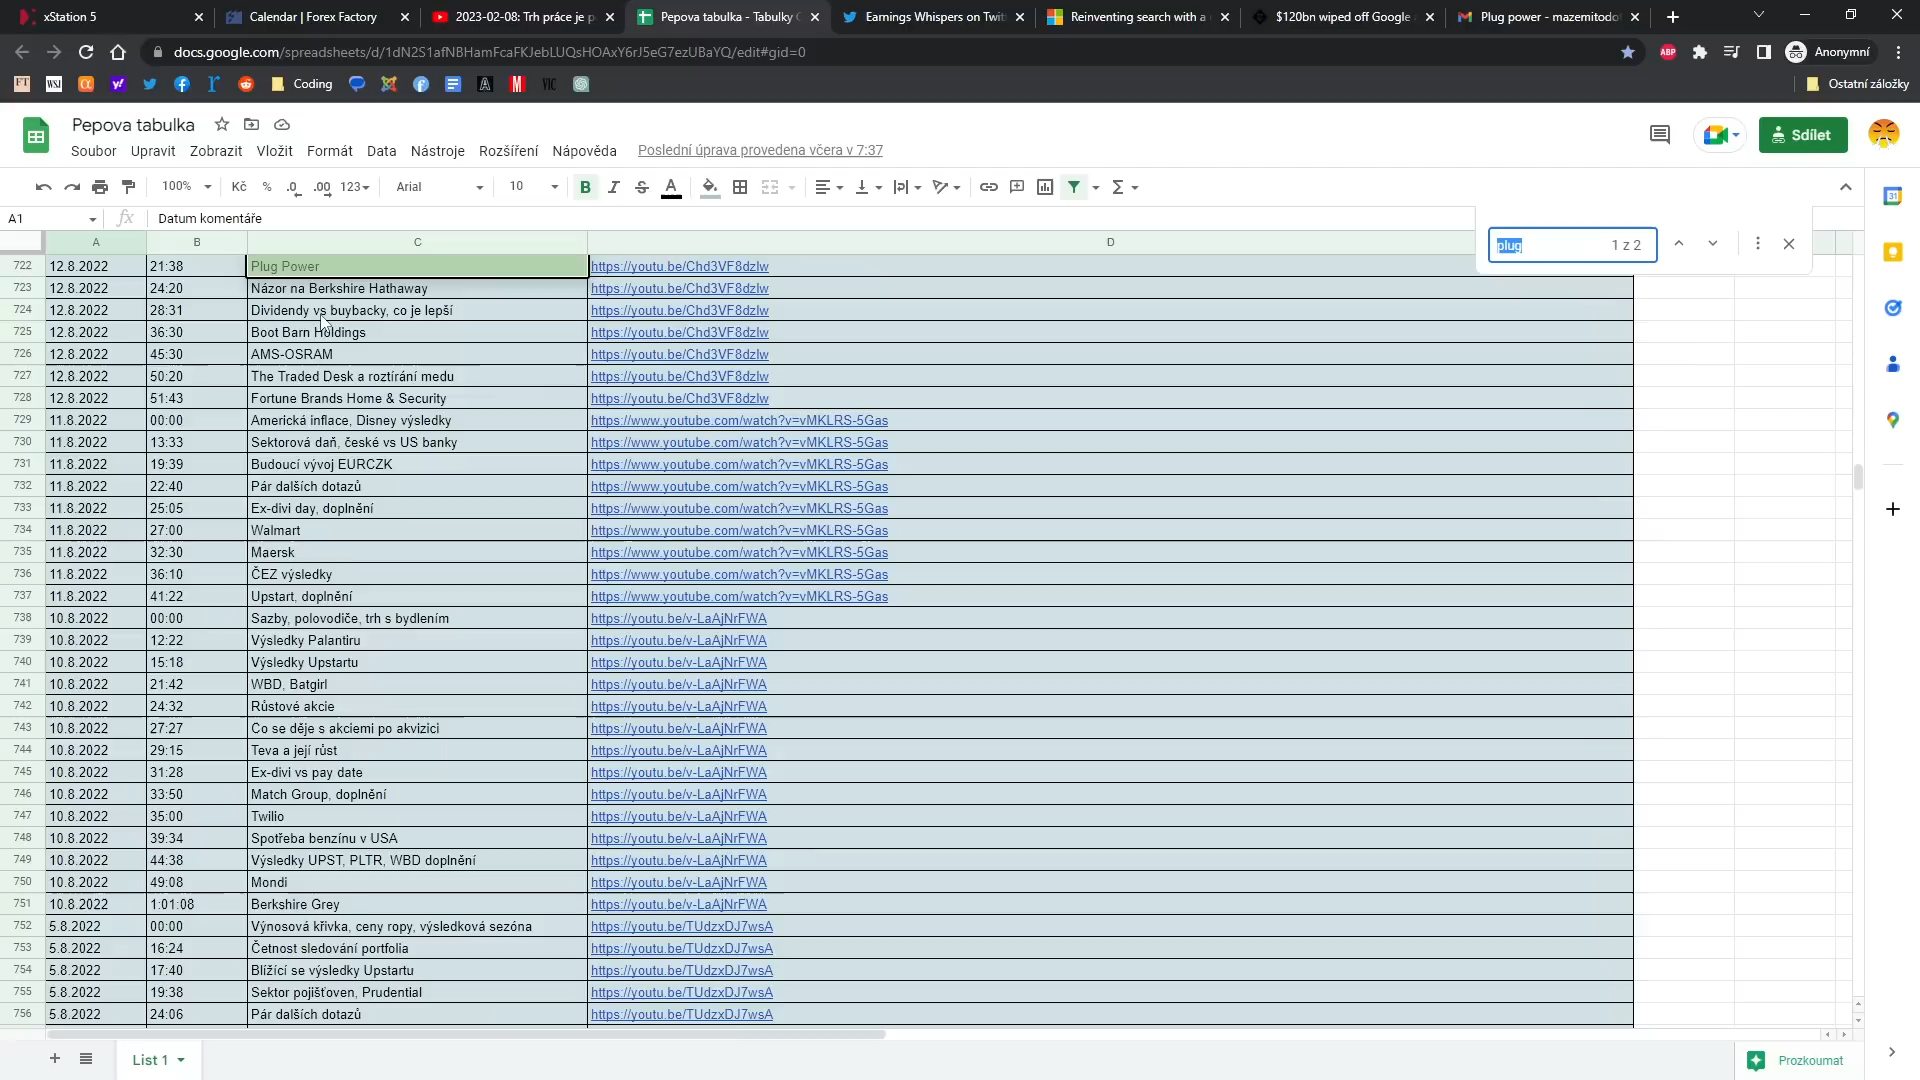 xStation 5
Calendar | Forex Factory
2023-02-08: Trh práce je p
Pepova tabulka - Tabulky G
Earnings Whispers on Twit
Reinventing search with a
$120bn wiped off Google
Plug power - mazemitodo
docs.google.com/spreadsheets/d/1dN2S1afNBHamFcaFKJebLUQsHOAxY6rJ5eG7ezUBaYQ/edit#gid=0
ABP
Anonymní
FT WSJ α y! r Coding A M VIC Ostatní záložky
Pepova tabulka
Soubor Upravit Zobrazit Vložit Formát Data Nástroje Rozšíření Nápověda Poslední úprava provedena včera v 7:37
Sdílet
100% Kč % .0 .00 123 Arial 10 B I S A Σ
A1 fx Datum komentáře
plug 1 z 2
A B C D
722 12.8.2022 21:38 Plug Power https://youtu.be/Chd3VF8dzIw
723 12.8.2022 24:20 Názor na Berkshire Hathaway https://youtu.be/Chd3VF8dzIw
724 12.8.2022 28:31 Dividendy vs buybacky, co je lepší https://youtu.be/Chd3VF8dzIw
725 12.8.2022 36:30 Boot Barn Holdings https://youtu.be/Chd3VF8dzIw
726 12.8.2022 45:30 AMS-OSRAM https://youtu.be/Chd3VF8dzIw
727 12.8.2022 50:20 The Traded Desk a roztírání medu https://youtu.be/Chd3VF8dzIw
728 12.8.2022 51:43 Fortune Brands Home & Security https://youtu.be/Chd3VF8dzIw
729 11.8.2022 00:00 Americká inflace, Disney výsledky https://www.youtube.com/watch?v=vMKLRS-5Gas
730 11.8.2022 13:33 Sektorová daň, české vs US banky https://www.youtube.com/watch?v=vMKLRS-5Gas
731 11.8.2022 19:39 Budoucí vývoj EURCZK https://www.youtube.com/watch?v=vMKLRS-5Gas
732 11.8.2022 22:40 Pár dalších dotazů https://www.youtube.com/watch?v=vMKLRS-5Gas
733 11.8.2022 25:05 Ex-divi day, doplnění https://www.youtube.com/watch?v=vMKLRS-5Gas
734 11.8.2022 27:00 Walmart https://www.youtube.com/watch?v=vMKLRS-5Gas
735 11.8.2022 32:30 Maersk https://www.youtube.com/watch?v=vMKLRS-5Gas
736 11.8.2022 36:10 ČEZ výsledky https://www.youtube.com/watch?v=vMKLRS-5Gas
737 11.8.2022 41:22 Upstart, doplnění https://www.youtube.com/watch?v=vMKLRS-5Gas
738 10.8.2022 00:00 Sazby, polovodiče, trh s bydlením https://youtu.be/v-LaAjNrFWA
739 10.8.2022 12:22 Výsledky Palantiru https://youtu.be/v-LaAjNrFWA
740 10.8.2022 15:18 Výsledky Upstartu https://youtu.be/v-LaAjNrFWA
741 10.8.2022 21:42 WBD, Batgirl https://youtu.be/v-LaAjNrFWA
742 10.8.2022 24:32 Růstové akcie https://youtu.be/v-LaAjNrFWA
743 10.8.2022 27:27 Co se děje s akciemi po akvizici https://youtu.be/v-LaAjNrFWA
744 10.8.2022 29:15 Teva a její růst https://youtu.be/v-LaAjNrFWA
745 10.8.2022 31:28 Ex-divi vs pay date https://youtu.be/v-LaAjNrFWA
746 10.8.2022 33:50 Match Group, doplnění https://youtu.be/v-LaAjNrFWA
747 10.8.2022 35:00 Twilio https://youtu.be/v-LaAjNrFWA
748 10.8.2022 39:34 Spotřeba benzínu v USA https://youtu.be/v-LaAjNrFWA
749 10.8.2022 44:38 Výsledky UPST, PLTR, WBD doplnění https://youtu.be/v-LaAjNrFWA
750 10.8.2022 49:08 Mondi https://youtu.be/v-LaAjNrFWA
751 10.8.2022 1:01:08 Berkshire Grey https://youtu.be/v-LaAjNrFWA
752 5.8.2022 00:00 Výnosová křivka, ceny ropy, výsledková sezóna https://youtu.be/TUdzxDJ7wsA
753 5.8.2022 16:24 Četnost sledování portfolia https://youtu.be/TUdzxDJ7wsA
754 5.8.2022 17:40 Blížící se výsledky Upstartu https://youtu.be/TUdzxDJ7wsA
755 5.8.2022 19:38 Sektor pojišťoven, Prudential https://youtu.be/TUdzxDJ7wsA
756 5.8.2022 24:06 Pár dalších dotazů https://youtu.be/TUdzxDJ7wsA
List 1
Prozkoumat